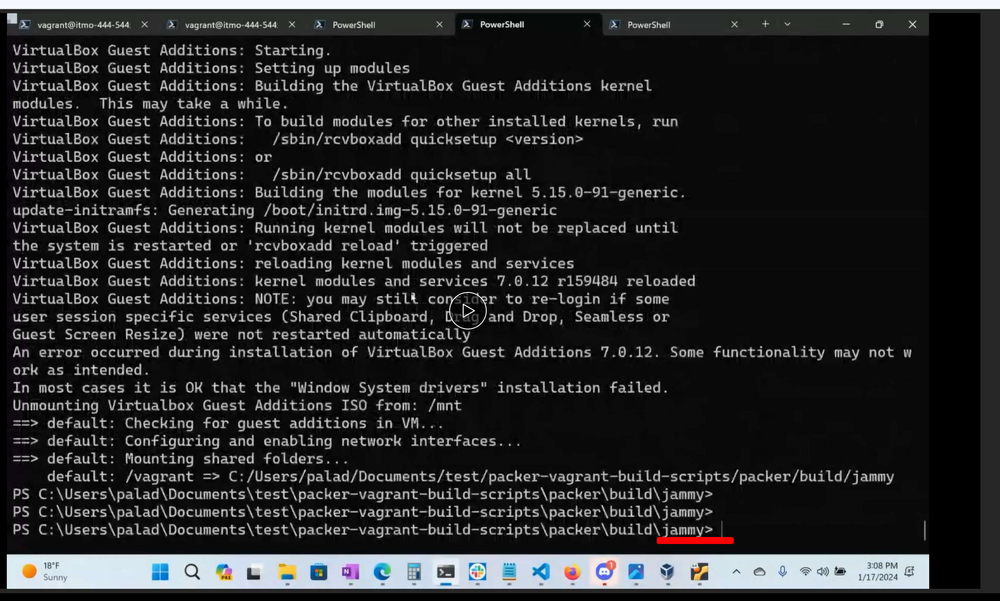 vagrant@itmo-444-544: vagrant@itmo-444-544: PowerShell PowerShell PowerShell
VirtualBox Guest Additions: Starting.
VirtualBox Guest Additions: Setting up modules
VirtualBox Guest Additions: Building the VirtualBox Guest Additions kernel
modules.  This may take a while.
VirtualBox Guest Additions: To build modules for other installed kernels, run
VirtualBox Guest Additions:   /sbin/rcvboxadd quicksetup <version>
VirtualBox Guest Additions: or
VirtualBox Guest Additions:   /sbin/rcvboxadd quicksetup all
VirtualBox Guest Additions: Building the modules for kernel 5.15.0-91-generic.
update-initramfs: Generating /boot/initrd.img-5.15.0-91-generic
VirtualBox Guest Additions: Running kernel modules will not be replaced until
the system is restarted or 'rcvboxadd reload' triggered
VirtualBox Guest Additions: reloading kernel modules and services
VirtualBox Guest Additions: kernel modules and services 7.0.12 r159484 reloaded
VirtualBox Guest Additions: NOTE: you may still consider to re-login if some
user session specific services (Shared Clipboard, Drag and Drop, Seamless or
Guest Screen Resize) were not restarted automatically
An error occurred during installation of VirtualBox Guest Additions 7.0.12. Some functionality may not w
ork as intended.
In most cases it is OK that the "Window System drivers" installation failed.
Unmounting Virtualbox Guest Additions ISO from: /mnt
==> default: Checking for guest additions in VM...
==> default: Configuring and enabling network interfaces...
==> default: Mounting shared folders...
    default: /vagrant => C:/Users/palad/Documents/test/packer-vagrant-build-scripts/packer/build/jammy
PS C:\Users\palad\Documents\test\packer-vagrant-build-scripts\packer\build\jammy>
PS C:\Users\palad\Documents\test\packer-vagrant-build-scripts\packer\build\jammy>
PS C:\Users\palad\Documents\test\packer-vagrant-build-scripts\packer\build\jammy>
18°F
Sunny
PRE
N
1
64
3:08 PM
1/17/2024